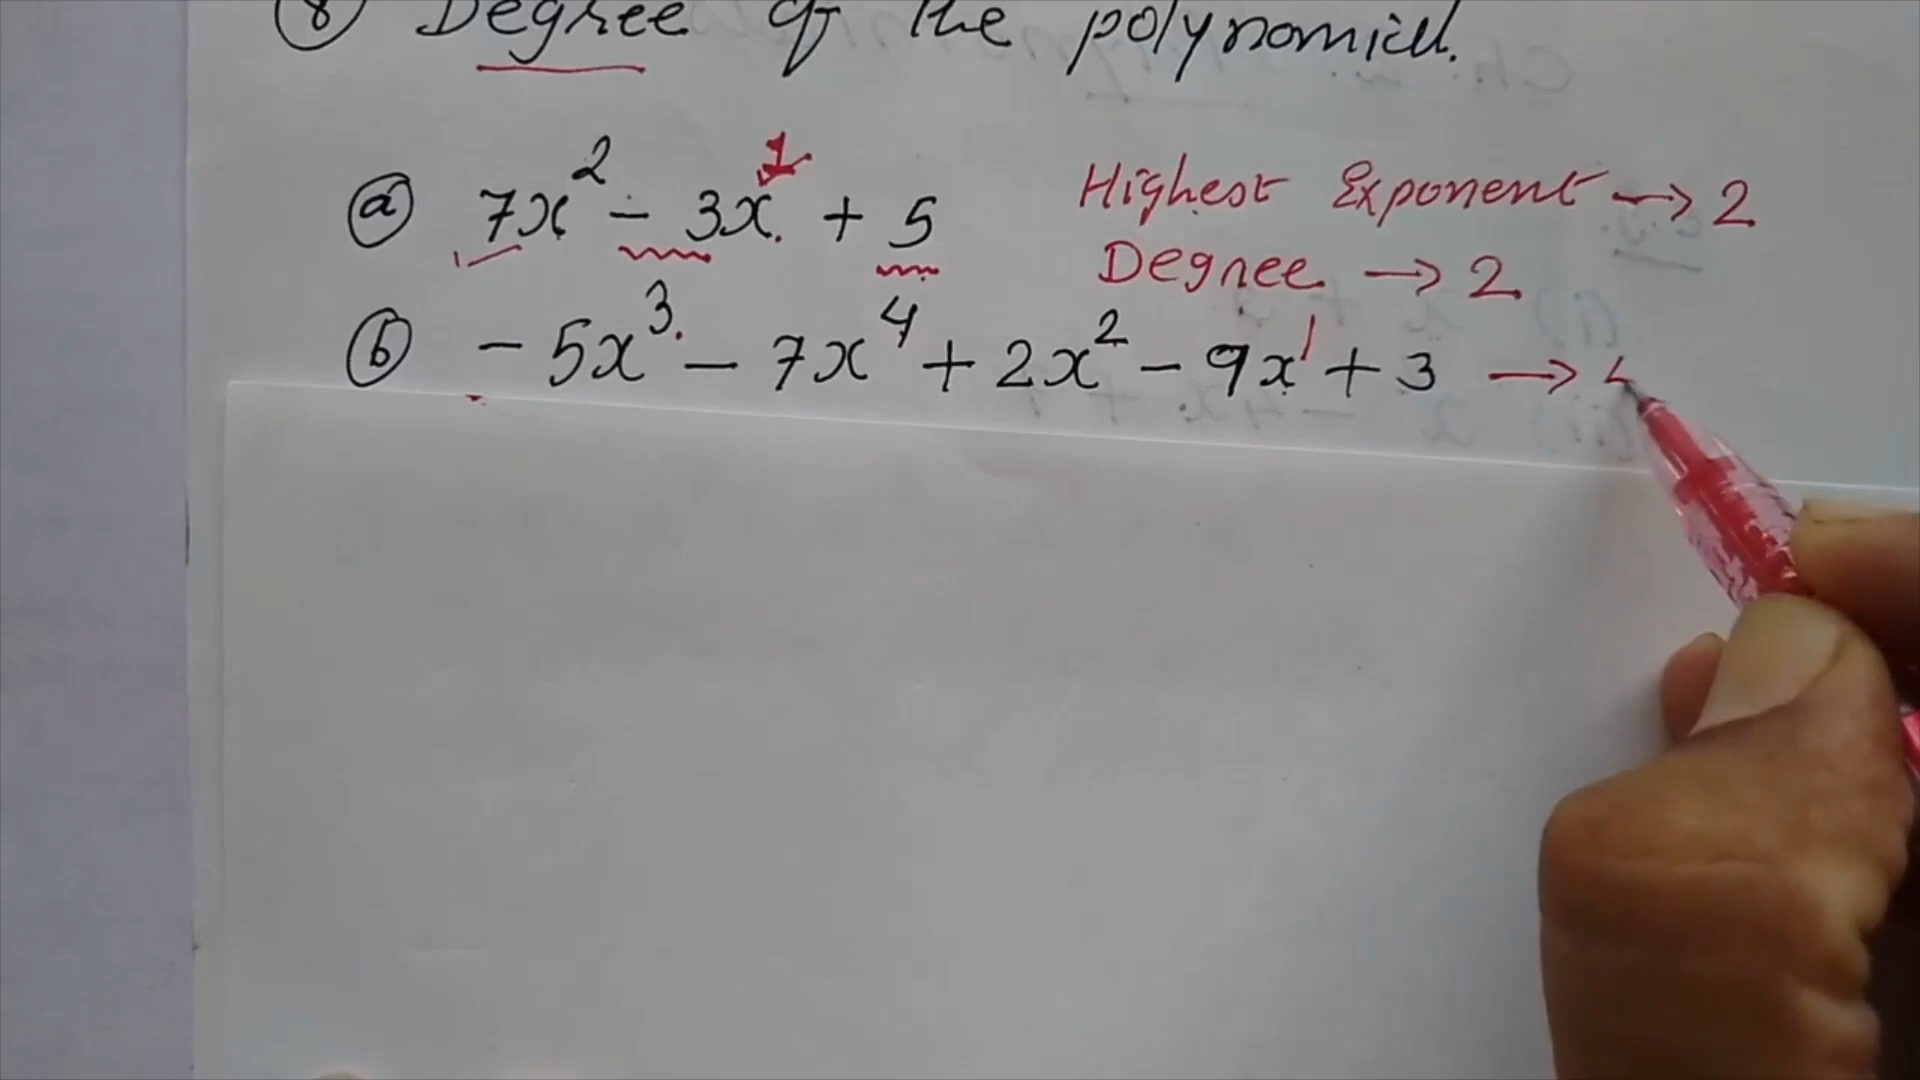 ⑧ Degree of the polynomial.
ⓐ 7x² - 3x¹ + 5
Highest Exponent → 2
Degree → 2
ⓑ - 5x³ - 7x⁴ + 2x² - 9x¹ + 3 →